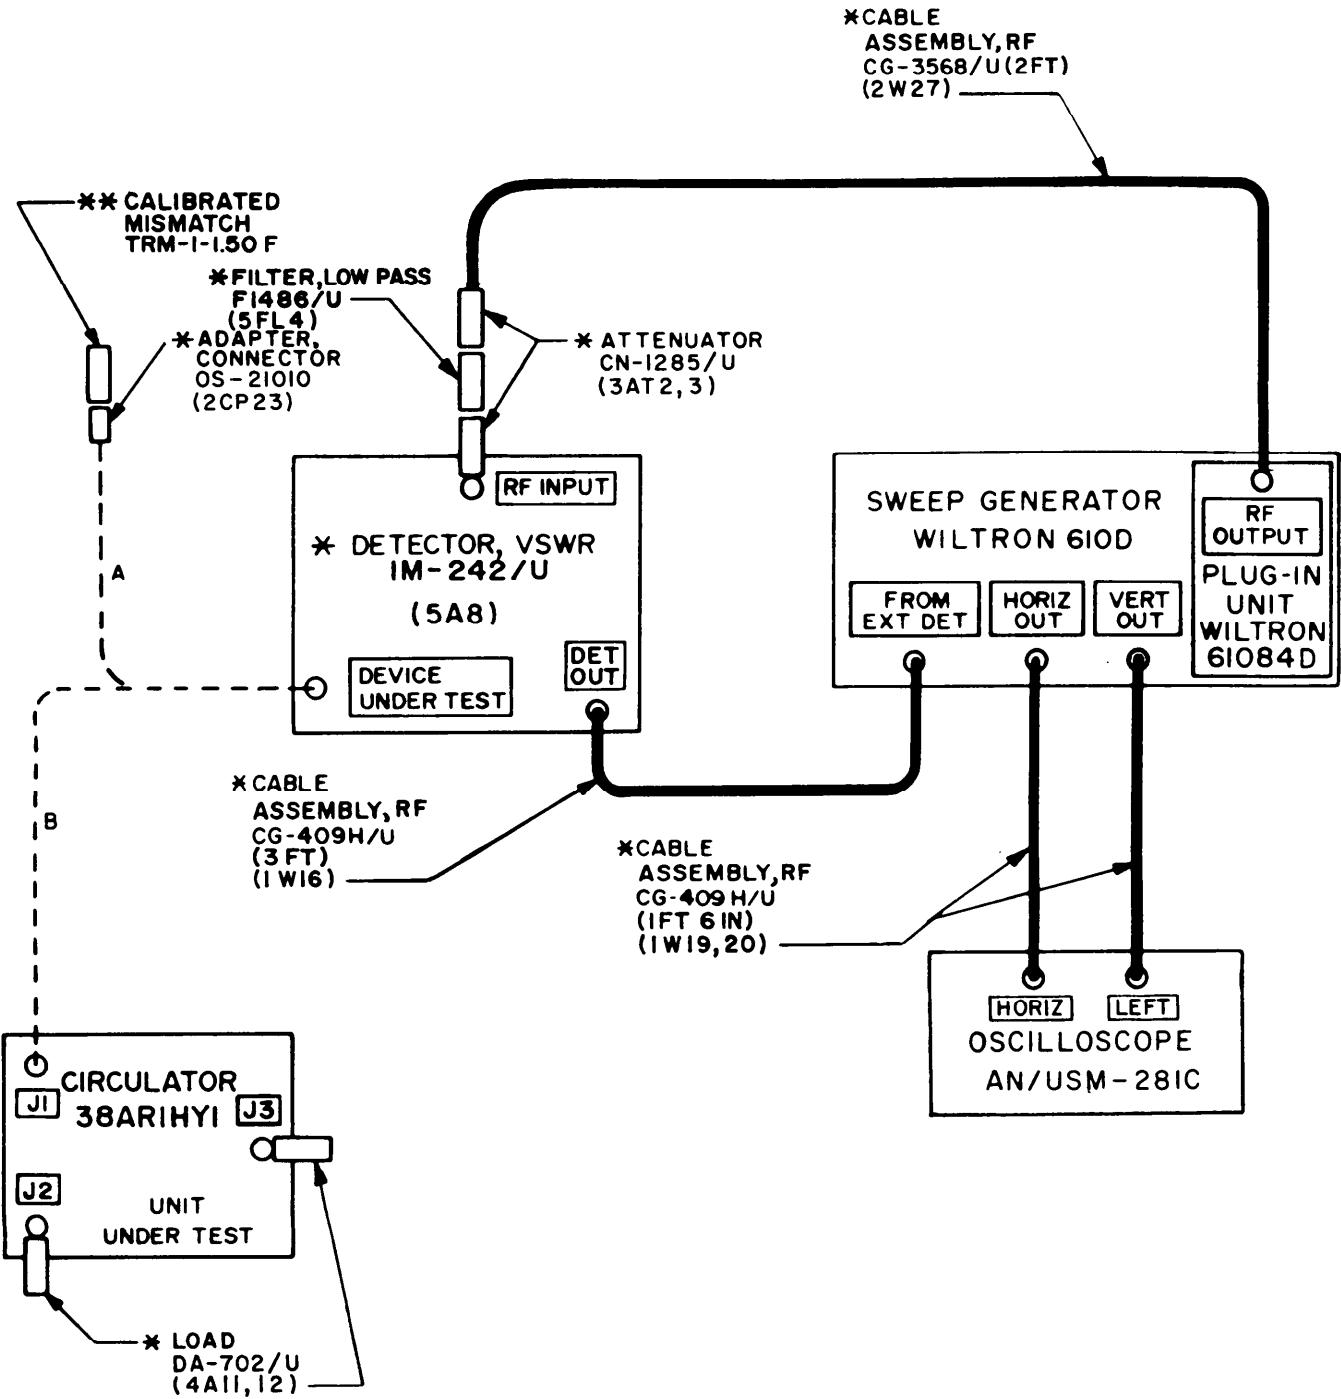 *CABLE
ASSEMBLY,RF
CG-3568/U(2FT)
(2W27)
**CALIBRATED
MISMATCH
TRM-1-1.50 F
*FILTER,LOW PASS
F1486/U
(5FL4)
*ADAPTER,
CONNECTOR
OS-21010
(2CP23)
*ATTENUATOR
CN-1285/U
(3AT2,3)
RF INPUT
* DETECTOR, VSWR
IM-242/U
(5A8)
DET
OUT
DEVICE
UNDER TEST
A
B
SWEEP GENERATOR
WILTRON 610D
FROM
EXT DET
HORIZ
OUT
VERT
OUT
RF
OUTPUT
PLUG-IN
UNIT
WILTRON
61084D
*CABLE
ASSEMBLY,RF
CG-409H/U
(3FT)
(1W16)
*CABLE
ASSEMBLY,RF
CG-409H/U
(1FT 6IN)
(1W19,20)
HORIZ
LEFT
OSCILLOSCOPE
AN/USM-281C
CIRCULATOR
38AR1HY1
J1
J3
J2
UNIT
UNDER TEST
* LOAD
DA-702/U
(4A11,12)